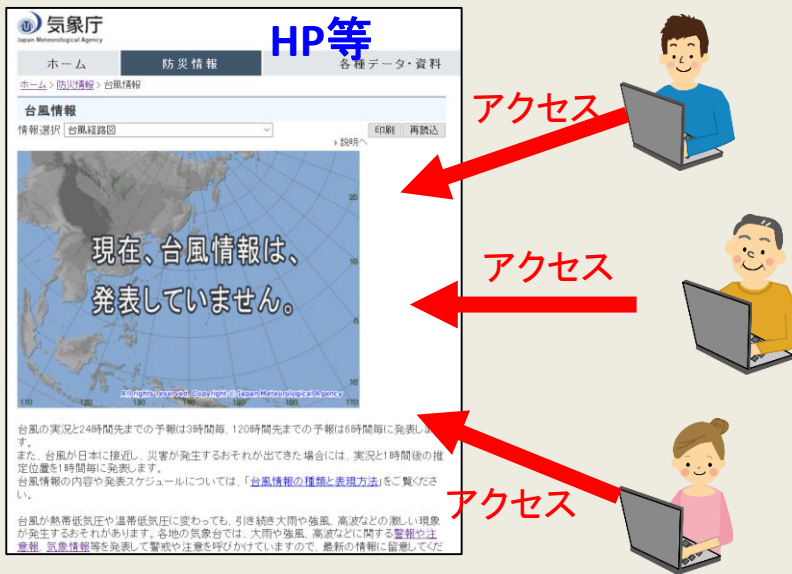 気象庁
Japan Meteorological Agency
HP等
ホーム 防災情報 各種データ・資料
ホーム > 防災情報 > 台風情報
台風情報
情報選択 台風経路図 印刷 再読込
説明へ
現在、台風情報は、
発表していません。
20
10
0
10
110 120 130 140 150 160 170
All rights reserved. Copyright © Japan Meteorological Agency
台風の実況と24時間先までの予報は3時間毎、120時間先までの予報は6時間毎に発表しま
す。
また、台風が日本に接近し、災害が発生するおそれが出てきた場合には、実況と1時間後の推
定位置を1時間毎に発表します。
台風情報の内容や発表スケジュールについては、「台風情報の種類と表現方法」をご覧くださ
い。
台風が熱帯低気圧や温帯低気圧に変わっても、引き続き大雨や強風、高波などの激しい現象
が発生するおそれがあります。各地の気象台では、大雨や強風、高波などに関する警報や注
意報、気象情報等を発表して警戒や注意を呼びかけていますので、最新の情報に留意してくだ
アクセス
アクセス
アクセス